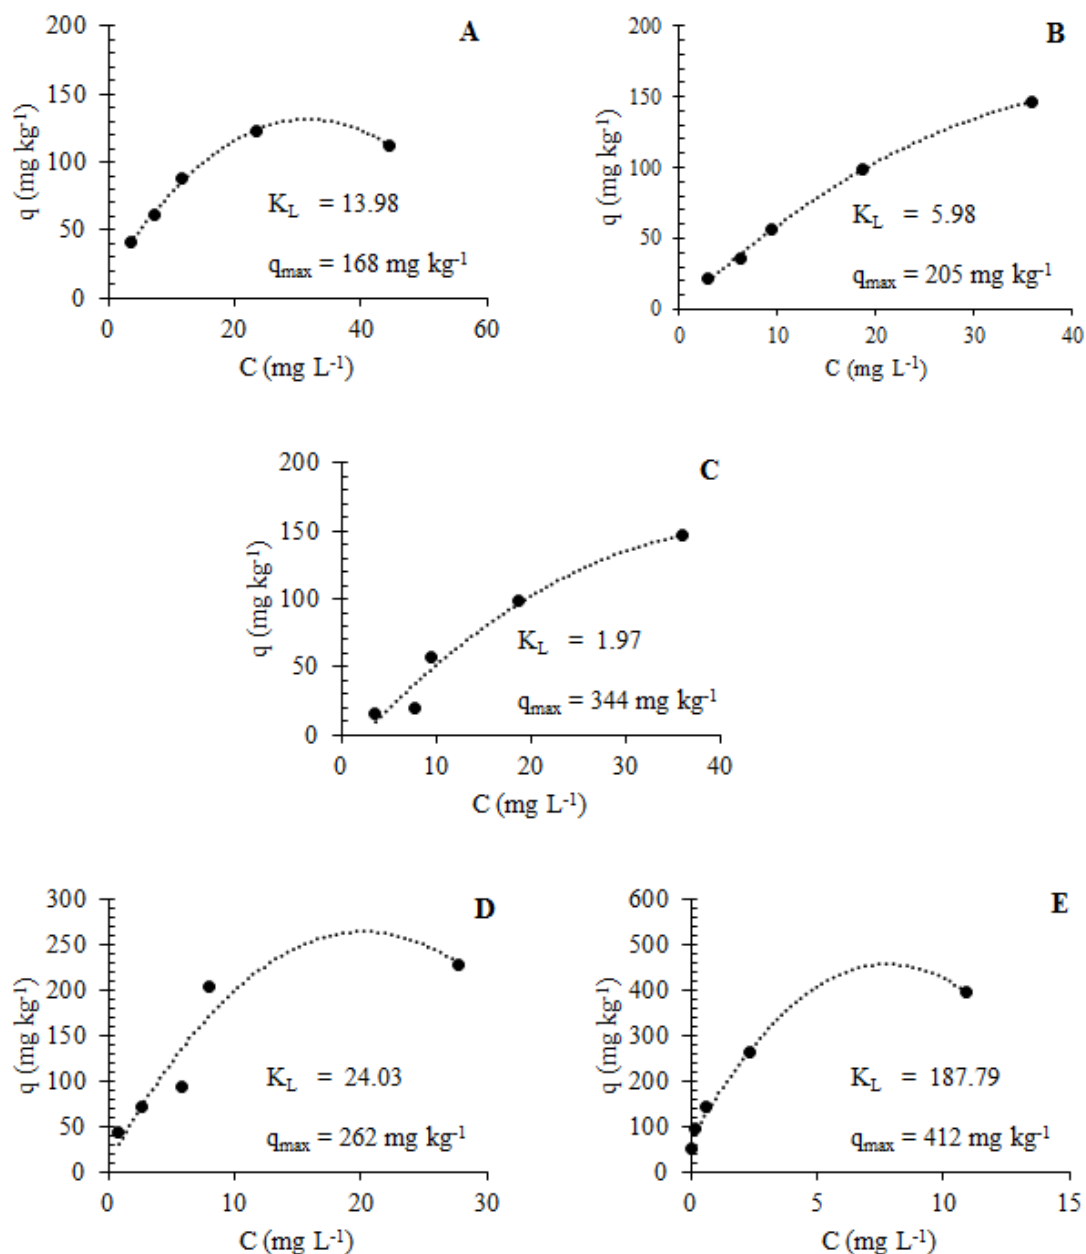 A
200
150
100
50
0
q (mg kg⁻¹)
K_L = 13.98
q_max = 168 mg kg⁻¹
0 20 40 60
C (mg L⁻¹)
B
200
150
100
50
0
q (mg kg⁻¹)
K_L = 5.98
q_max = 205 mg kg⁻¹
0 10 20 30 40
C (mg L⁻¹)
C
200
150
100
50
0
q (mg kg⁻¹)
K_L = 1.97
q_max = 344 mg kg⁻¹
0 10 20 30 40
C (mg L⁻¹)
D
300
250
200
150
100
50
0
q (mg kg⁻¹)
K_L = 24.03
q_max = 262 mg kg⁻¹
0 10 20 30
C (mg L⁻¹)
E
600
500
400
300
200
100
0
q (mg kg⁻¹)
K_L = 187.79
q_max = 412 mg kg⁻¹
0 5 10 15
C (mg L⁻¹)